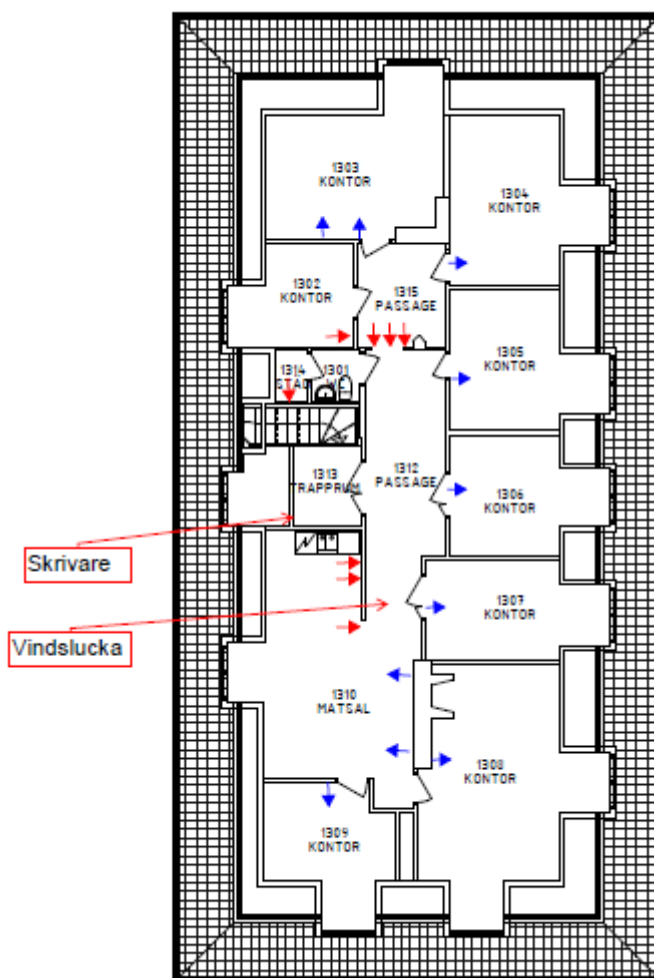 1303
KONTOR
1304
KONTOR
1302
KONTOR
1315
PASSAGE
1305
KONTOR
1314
STÄD
1301
WC
1313
TRAPPRUM
1312
PASSAGE
1306
KONTOR
Skrivare
1307
KONTOR
Vindslucka
1310
MATSAL
1308
KONTOR
1309
KONTOR